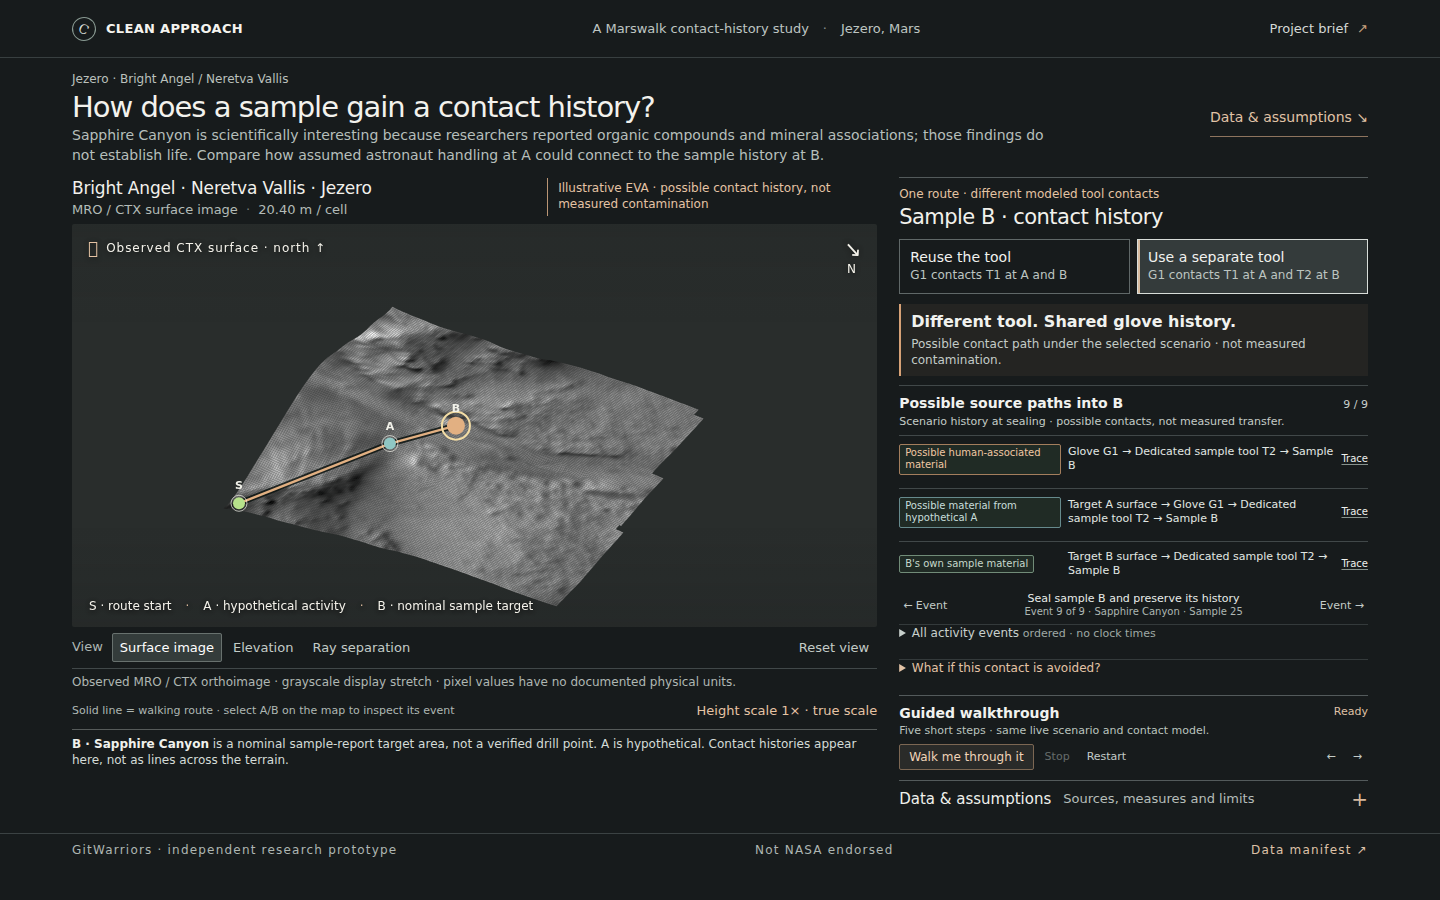 CLEAN APPROACH
A Marswalk contact-history study · Jezero, Mars
Project brief ↗
Jezero · Bright Angel / Neretva Vallis
How does a sample gain a contact history?
Sapphire Canyon is scientifically interesting because researchers reported organic compounds and mineral associations; those findings do
not establish life. Compare how assumed astronaut handling at A could connect to the sample history at B.
Data & assumptions ↘
Bright Angel · Neretva Vallis · Jezero
MRO / CTX surface image · 20.40 m / cell
Illustrative EVA · possible contact history, not
measured contamination
Observed CTX surface · north ↑
↘
N
B
A
S
S · route start · A · hypothetical activity · B · nominal sample target
View
Surface image
Elevation
Ray separation
Reset view
Observed MRO / CTX orthoimage · grayscale display stretch · pixel values have no documented physical units.
Solid line = walking route · select A/B on the map to inspect its event
Height scale 1× · true scale
B · Sapphire Canyon is a nominal sample-report target area, not a verified drill point. A is hypothetical. Contact histories appear
here, not as lines across the terrain.
One route · different modeled tool contacts
Sample B · contact history
Reuse the tool
G1 contacts T1 at A and B
Use a separate tool
G1 contacts T1 at A and T2 at B
Different tool. Shared glove history.
Possible contact path under the selected scenario · not measured
contamination.
Possible source paths into B
9 / 9
Scenario history at sealing · possible contacts, not measured transfer.
Possible human-associated
material
Glove G1 → Dedicated sample tool T2 → Sample
B
Trace
Possible material from
hypothetical A
Target A surface → Glove G1 → Dedicated
sample tool T2 → Sample B
Trace
B's own sample material
Target B surface → Dedicated sample tool T2 →
Sample B
Trace
← Event
Seal sample B and preserve its history
Event 9 of 9 · Sapphire Canyon · Sample 25
Event →
▶ All activity events ordered · no clock times
▶ What if this contact is avoided?
Guided walkthrough
Ready
Five short steps · same live scenario and contact model.
Walk me through it
Stop
Restart
← →
Data & assumptions Sources, measures and limits +
GitWarriors · independent research prototype
Not NASA endorsed
Data manifest ↗